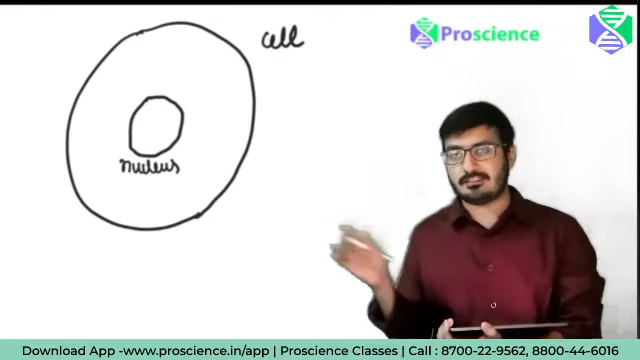 cell
Proscience
nucleus
Download App -www.proscience.in/app | Proscience Classes | Call : 8700-22-9562, 8800-44-6016